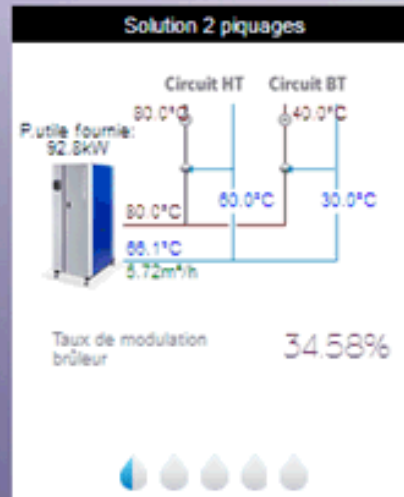 Solution 2 piquages
Circuit HT Circuit BT
80.0°C 40.0°C
P.utile fournie:
92.8kW
60.0°C 30.0°C
80.0°C
66.1°C
5.72m³/h
Taux de modulation
brûleur
34.58%